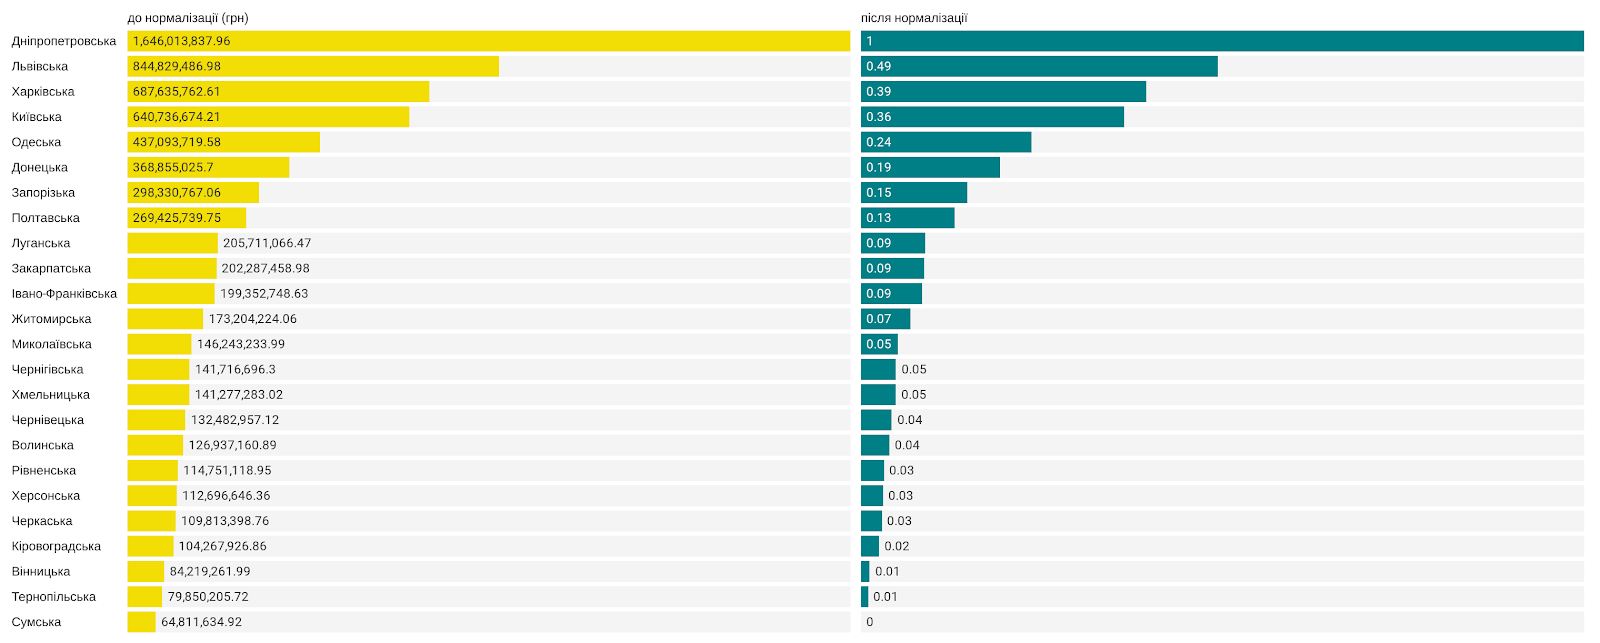 до нормалізації (грн) після нормалізації
Дніпропетровська 1,646,013,837.96 1
Львівська 844,829,486.98 0.49
Харківська 687,635,762.61 0.39
Київська 640,736,674.21 0.36
Одеська 437,093,719.58 0.24
Донецька 368,855,025.7 0.19
Запорізька 298,330,767.06 0.15
Полтавська 269,425,739.75 0.13
Луганська 205,711,066.47 0.09
Закарпатська 202,287,458.98 0.09
Івано-Франківська 199,352,748.63 0.09
Житомирська 173,204,224.06 0.07
Миколаївська 146,243,233.99 0.05
Чернігівська 141,716,696.3 0.05
Хмельницька 141,277,283.02 0.05
Чернівецька 132,482,957.12 0.04
Волинська 126,937,160.89 0.04
Рівненська 114,751,118.95 0.03
Херсонська 112,696,646.36 0.03
Черкаська 109,813,398.76 0.03
Кіровоградська 104,267,926.86 0.02
Вінницька 84,219,261.99 0.01
Тернопільська 79,850,205.72 0.01
Сумська 64,811,634.92 0